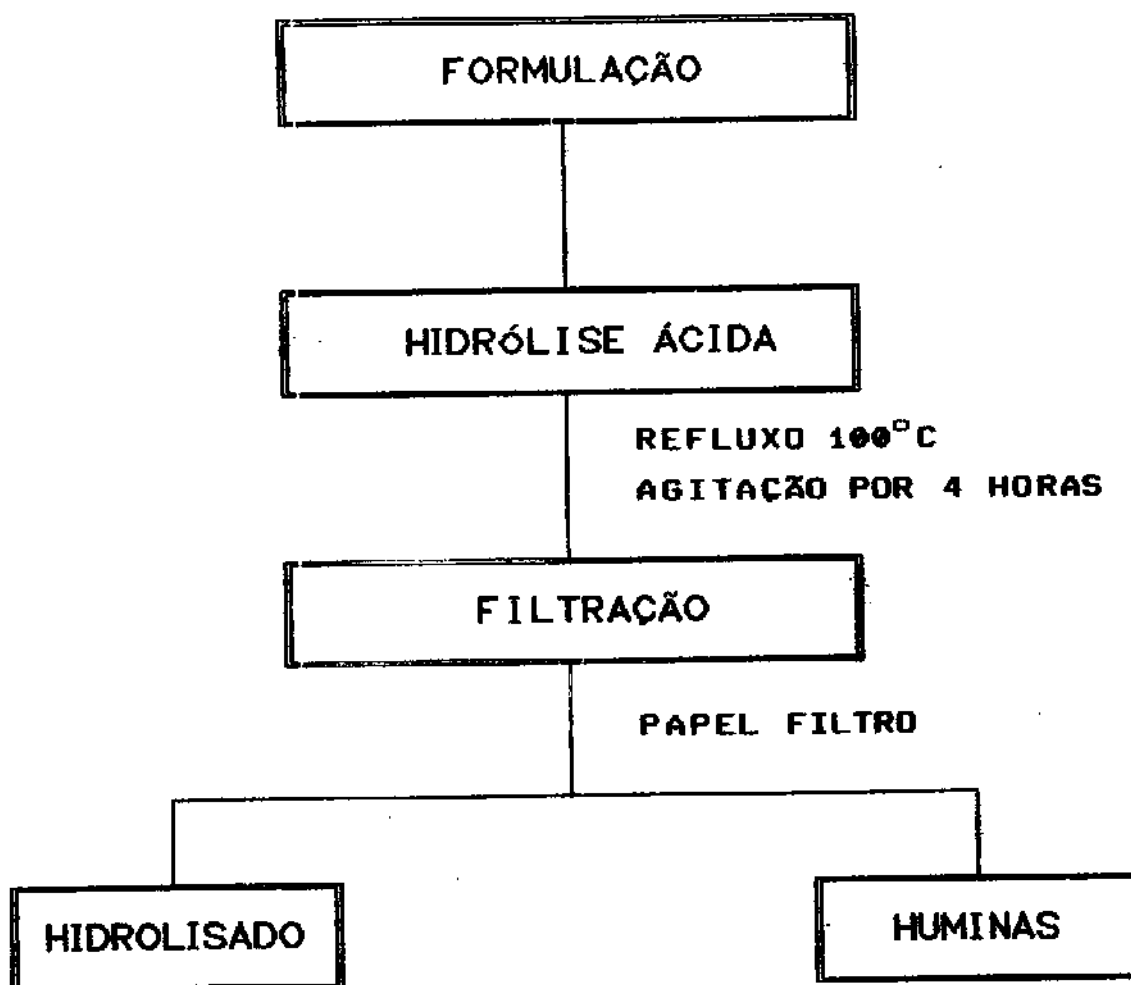 FORMULAÇÃO
HIDRÓLISE ÁCIDA
REFLUXO 100°C
AGITAÇÃO POR 4 HORAS
FILTRAÇÃO
PAPEL FILTRO
HIDROLISADO
HUMINAS